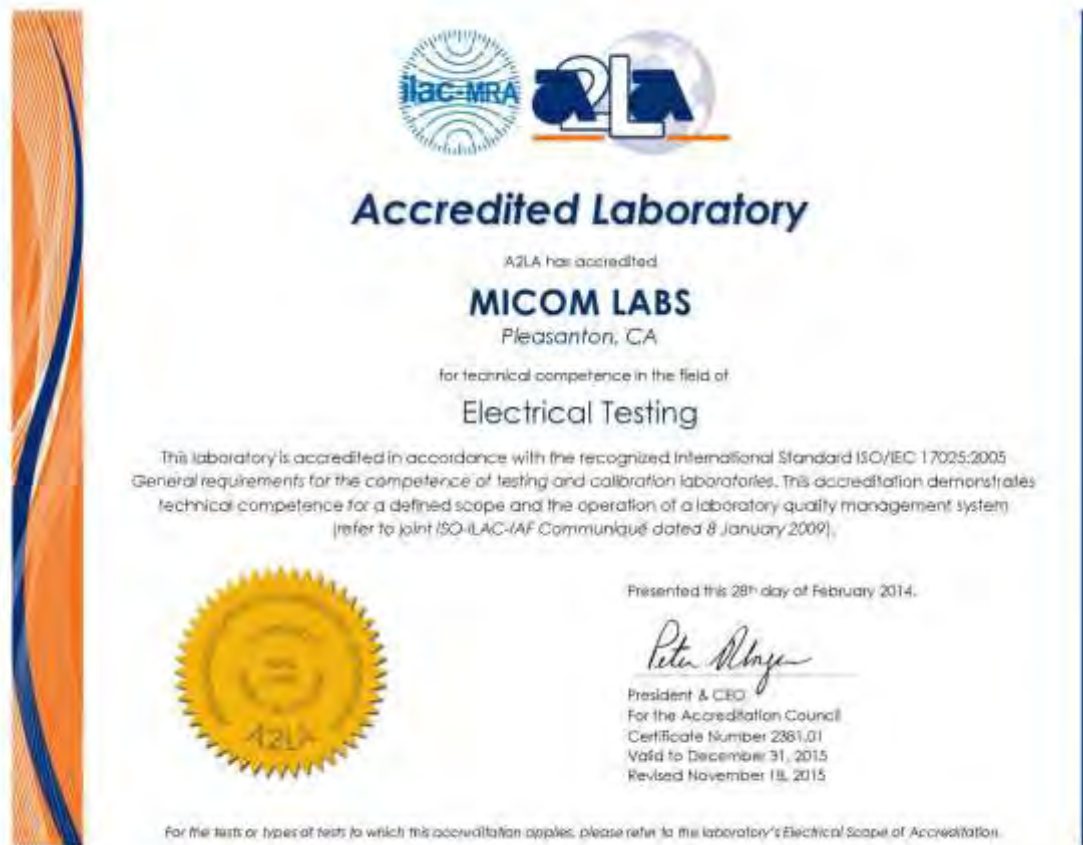 ilac-MRA
A2LA
Accredited Laboratory
A2LA has accredited
MICOM LABS
Pleasanton, CA
for technical competence in the field of
Electrical Testing
This laboratory is accredited in accordance with the recognized International Standard ISO/IEC 17025:2005
General requirements for the competence of testing and calibration laboratories. This accreditation demonstrates
technical competence for a defined scope and the operation of a laboratory quality management system
(refer to joint ISO-ILAC-IAF Communiqué dated 8 January 2009).
Presented this 28th day of February 2014.
Peter
President & CEO
For the Accreditation Council
Certificate Number 2381.01
Valid to December 31, 2015
Revised November 18, 2015
A2LA
For the tests or types of tests to which this accreditation applies, please refer to the laboratory's Electrical Scope of Accreditation.